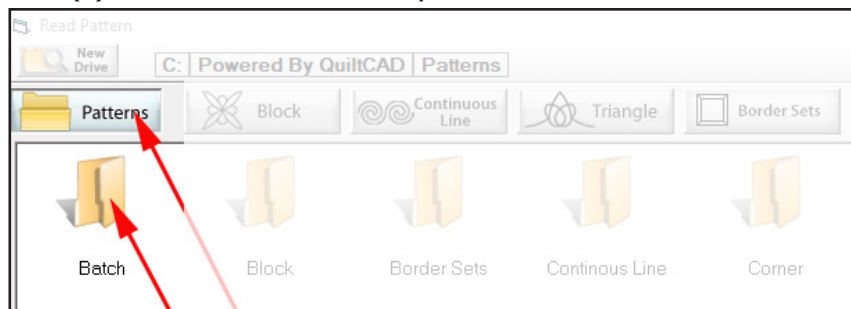 Read Pattern
New
Drive
C: Powered By QuiltCAD Patterns
Patterns Block Continuous
Line Triangle Border Sets
Batch Block Border Sets Continous Line Corner